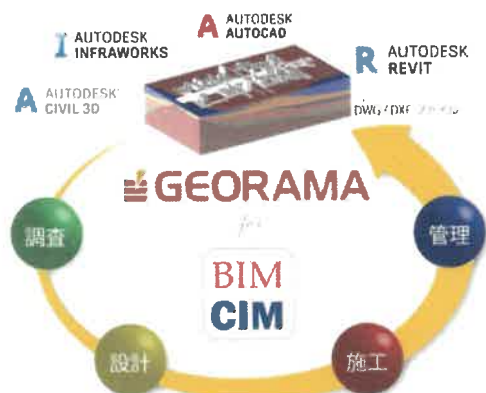 AUTODESK
INFRAWORKS
AUTODESK
AUTOCAD
AUTODESK
REVIT
AUTODESK
CIVIL 3D
DWG / DXF
GEORAMA
for
BIM
CIM
調査
管理
設計
施工